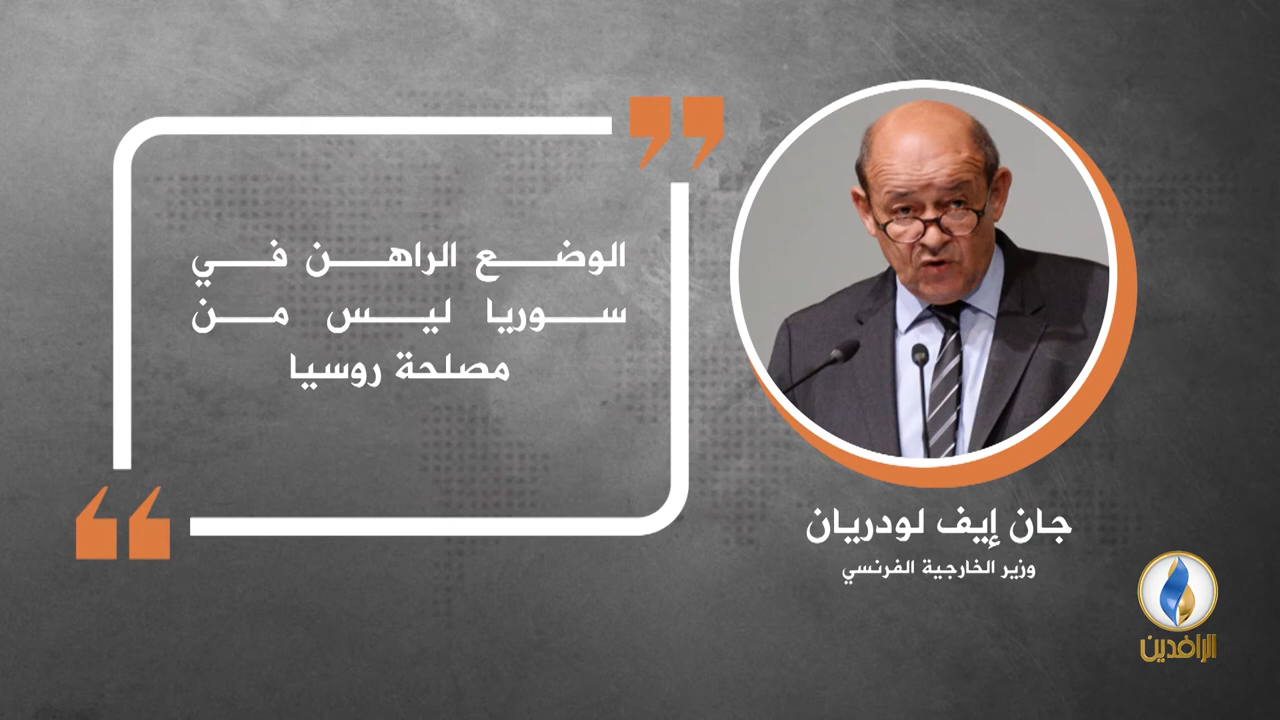 الوضع الراهن في
سوريا ليس من
مصلحة روسيا
جان إيف لودريان
وزير الخارجية الفرنسي
الرافدين